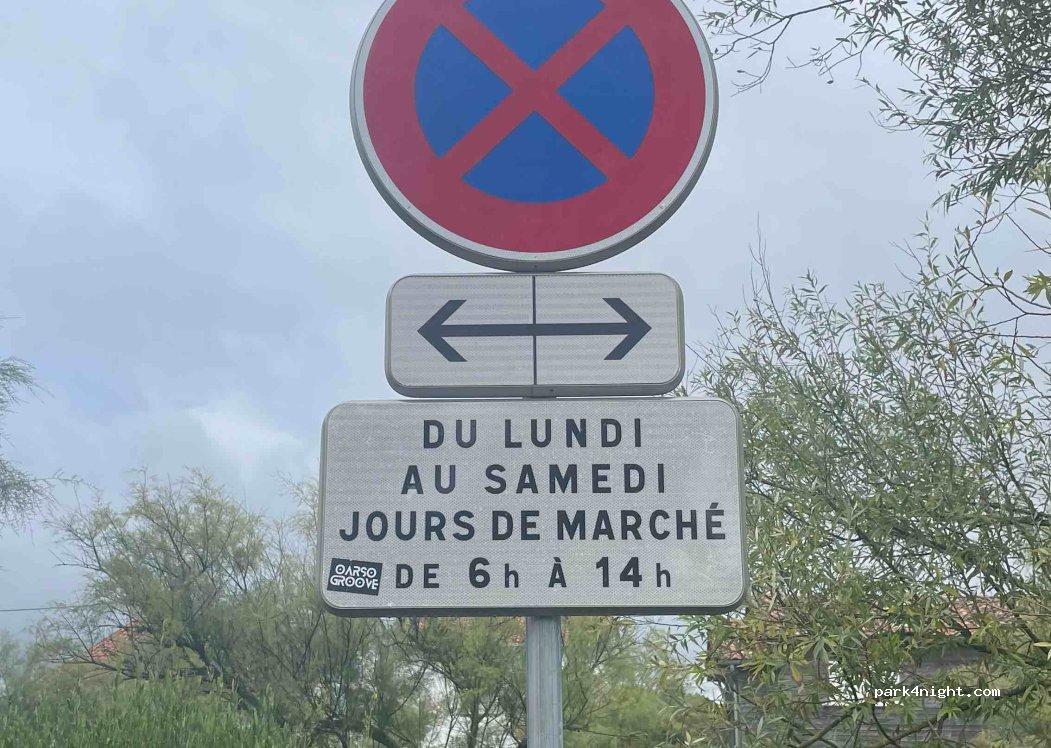 DU LUNDI
AU SAMEDI
JOURS DE MARCHÉ
DE 6h À 14h
OARSO
GROOVE
park4night.com